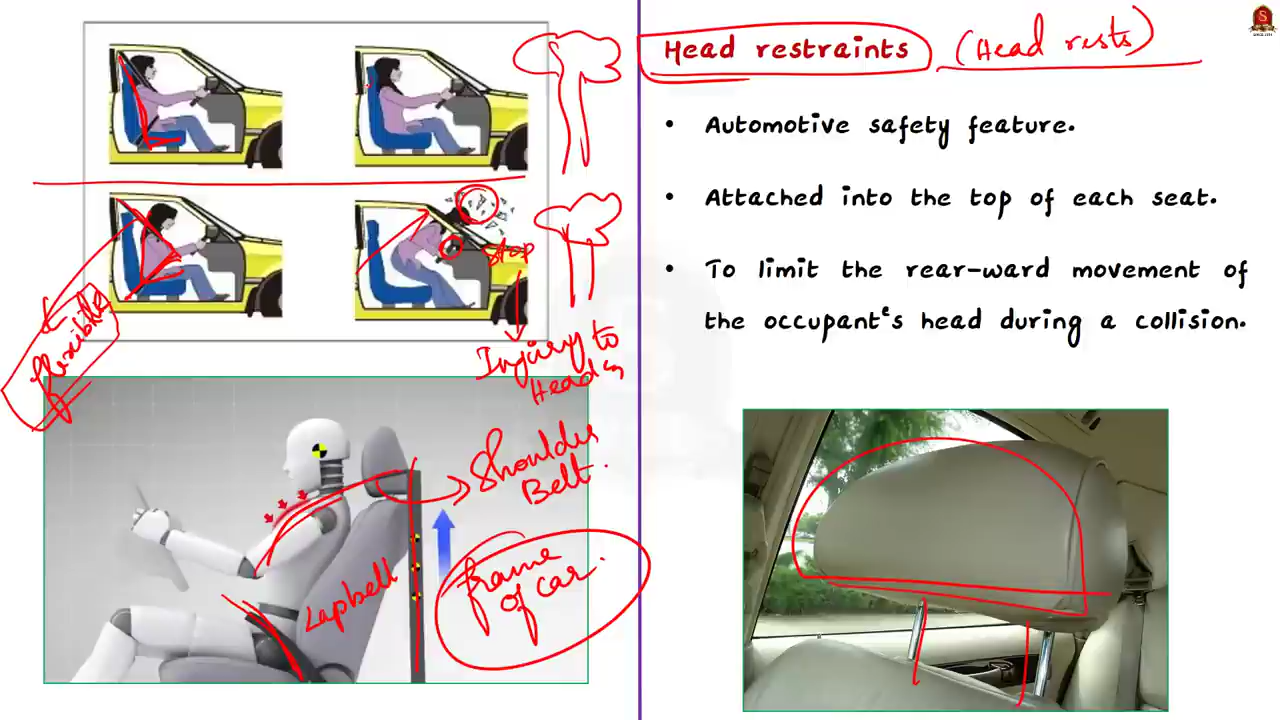 Head restraints (Head rests)
• Automotive safety feature.
• Attached into the top of each seat.
• To limit the rear-ward movement of
the occupant's head during a collision.
Stop
Injury to
Head
flexible
Shoulder
Belt.
Lapbelt
frame
of car.
S